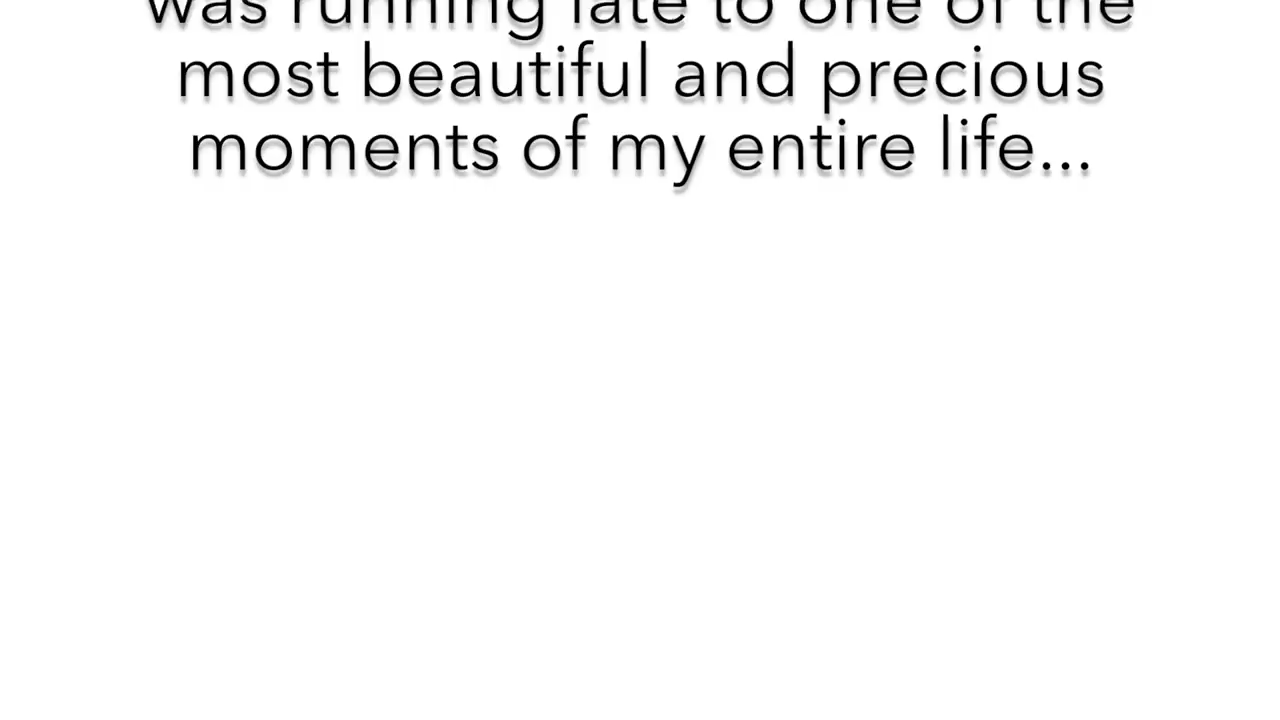 was running late to one of the
most beautiful and precious
moments of my entire life...